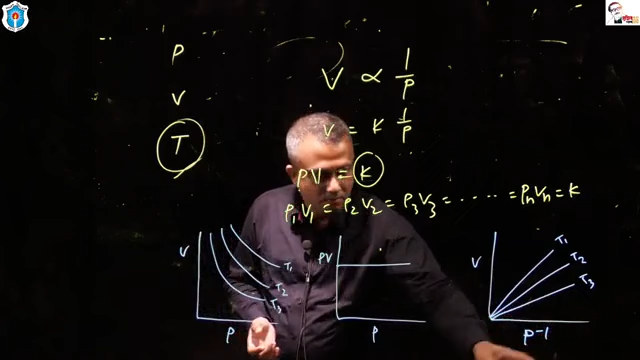 P
V ∝ 1/P
V
V = K 1/P
T
PV = K
P₁V₁ = P₂V₂ = P₃V₃ = ...... = PₙVₙ = K
V T₁ T₂ T₃ P
PV P
V T₁ T₂ T₃ P-1